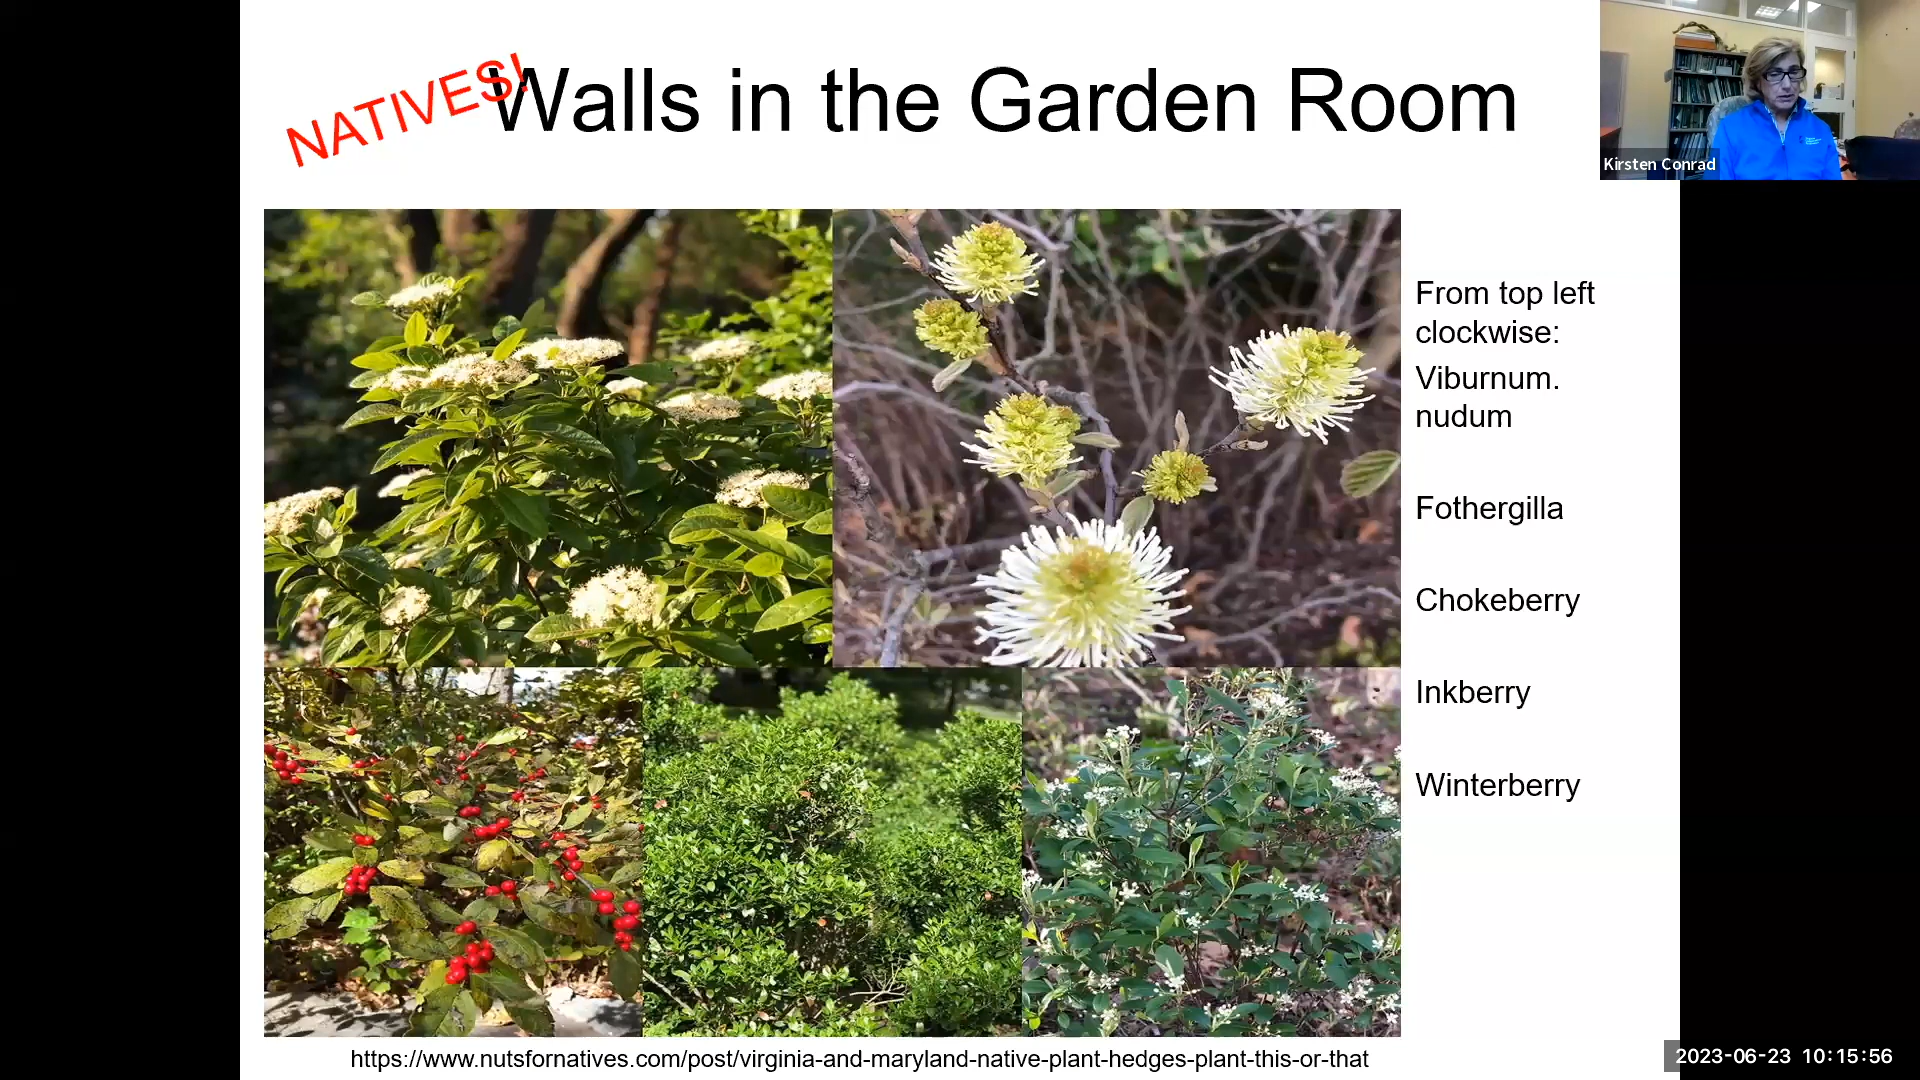 NATIVES!
Walls in the Garden Room
Kirsten Conrad
From top left
clockwise:
Viburnum.
nudum
Fothergilla
Chokeberry
Inkberry
Winterberry
https://www.nutsfornatives.com/post/virginia-and-maryland-native-plant-hedges-plant-this-or-that
2023-06-23 10:15:56